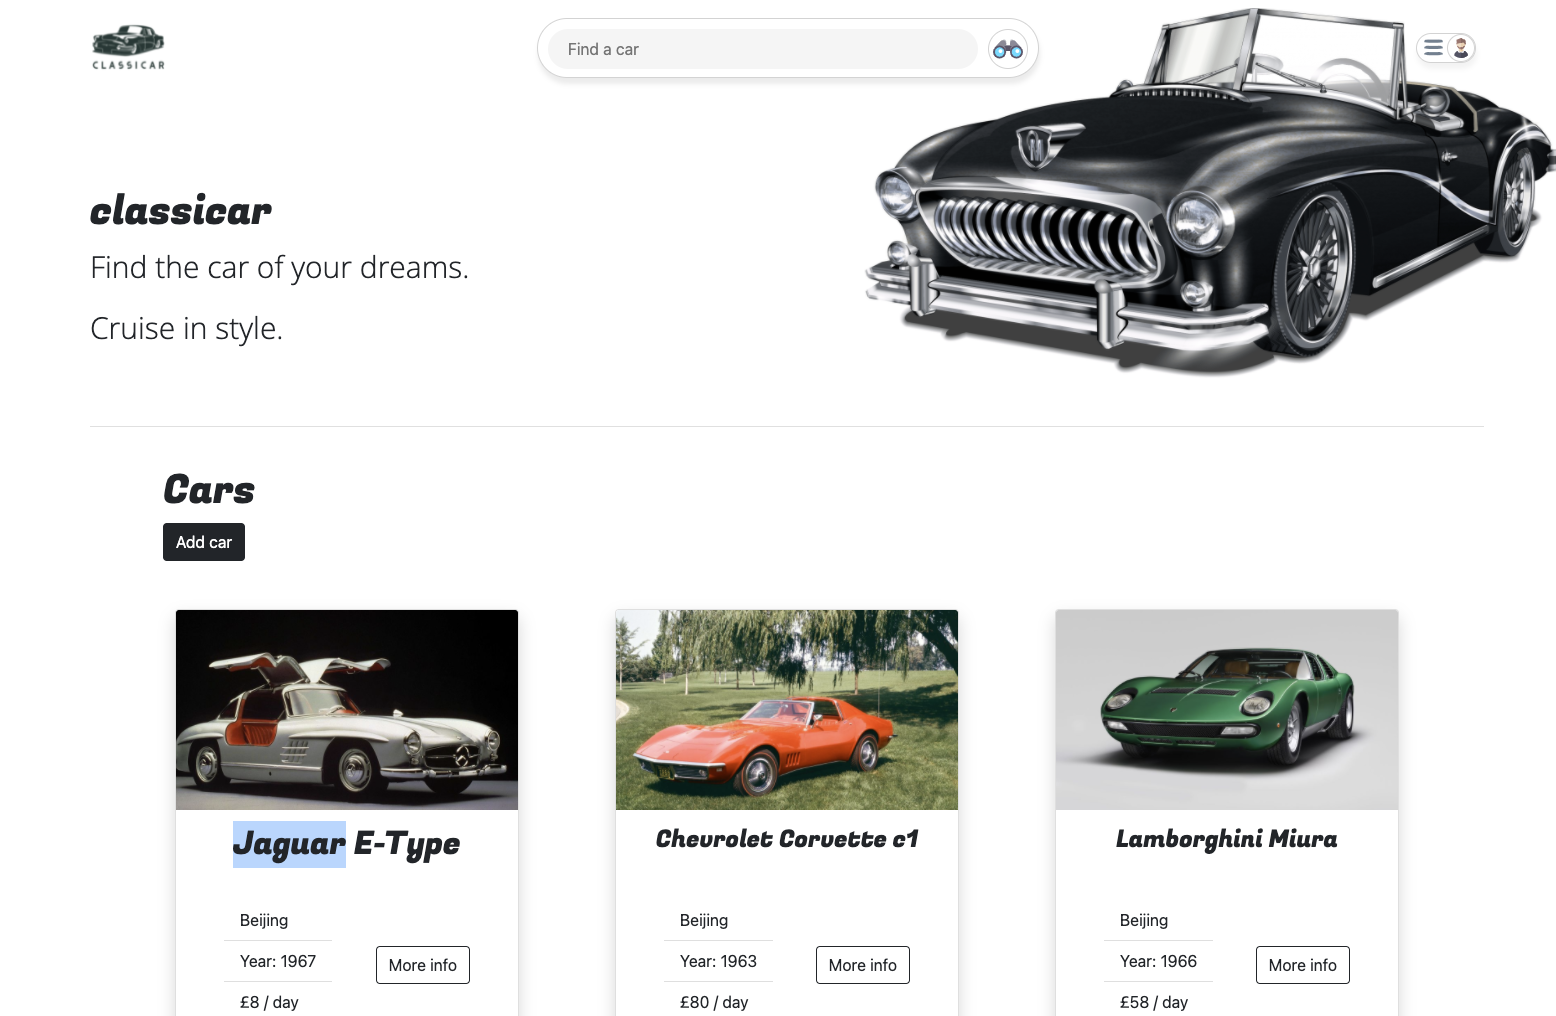 CLASSICAR
Find a car
classicar
Find the car of your dreams.
Cruise in style.
Cars
Add car
Jaguar E-Type
Beijing
Year: 1967
£8 / day
More info
Chevrolet Corvette c1
Beijing
Year: 1963
£80 / day
More info
Lamborghini Miura
Beijing
Year: 1966
£58 / day
More info